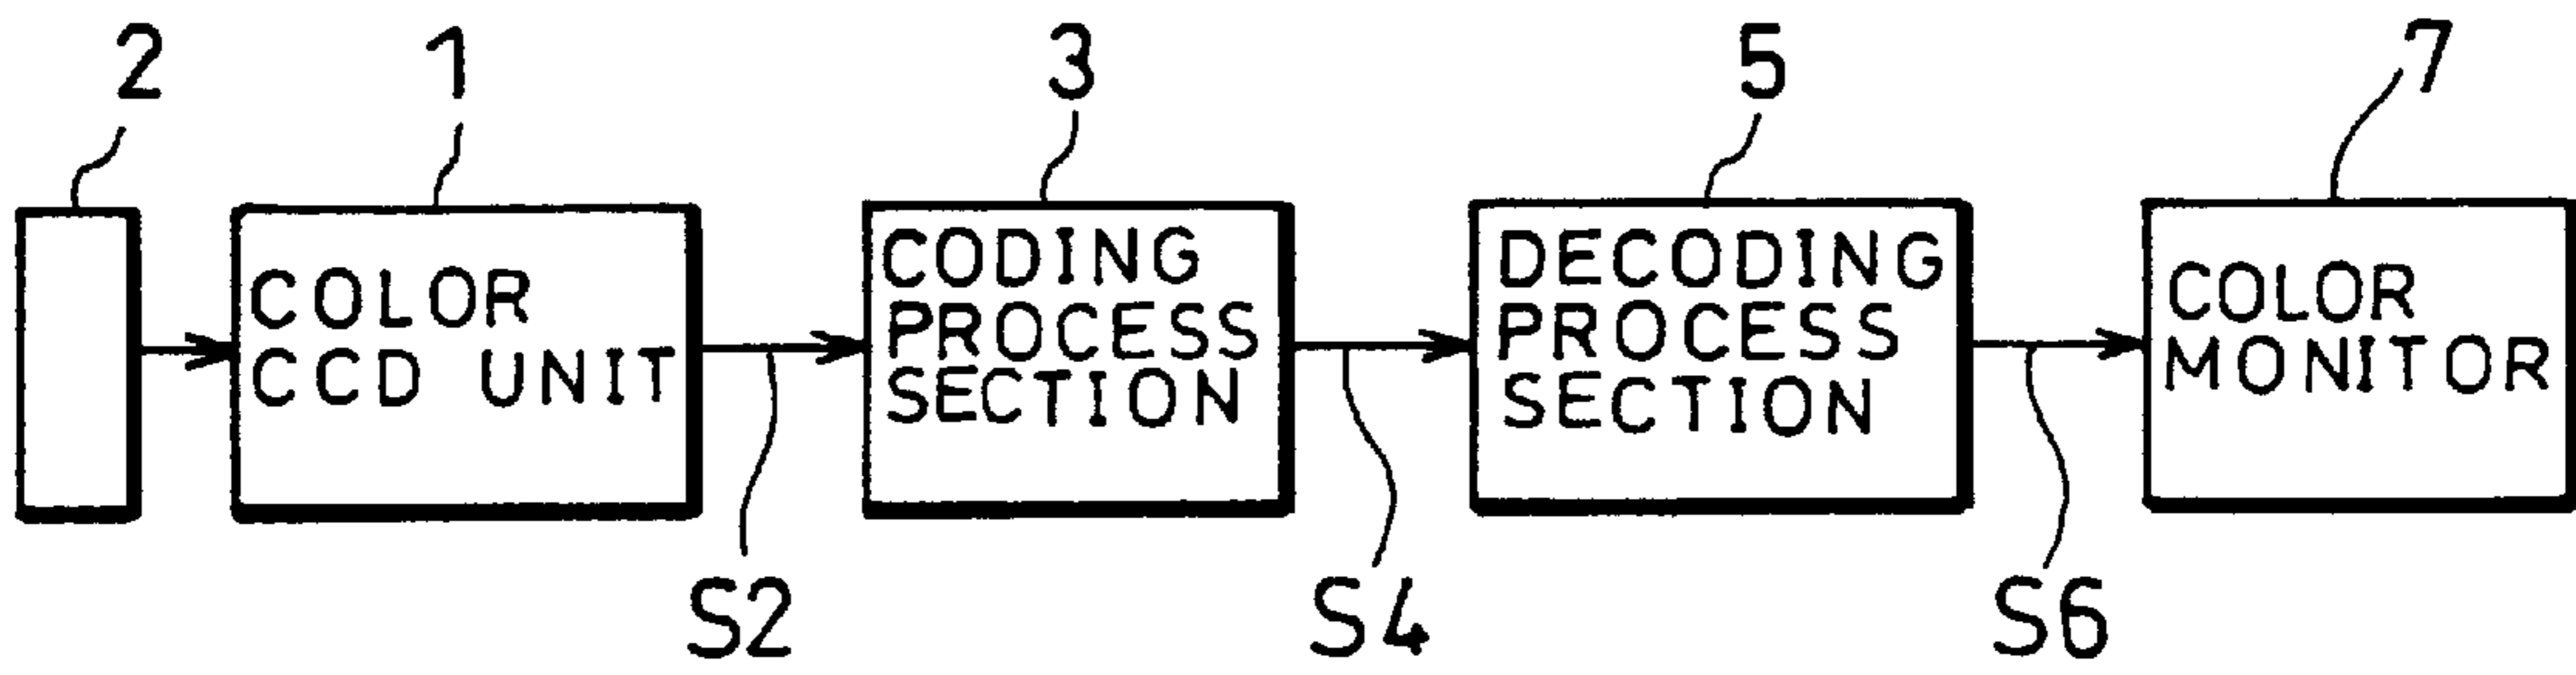 2 1 3 5 7
COLOR
CCD UNIT
CODING
PROCESS
SECTION
DECODING
PROCESS
SECTION
COLOR
MONITOR
S2 S4 S6